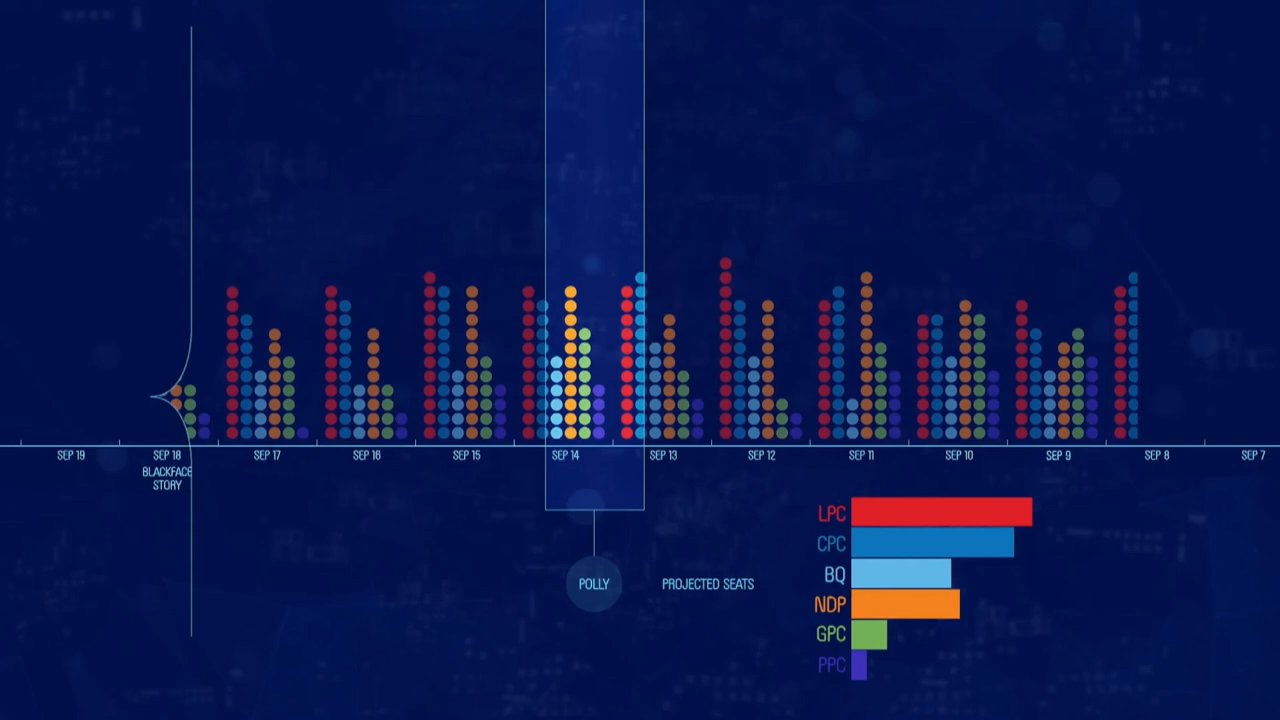 SEP 19
SEP 18
SEP 17
SEP 16
SEP 15
SEP 14
SEP 13
SEP 12
SEP 11
SEP 10
SEP 9
SEP 8
SEP 7
BLACKFACE
STORY
POLLY
PROJECTED SEATS
LPC
CPC
BQ
NDP
GPC
PPC